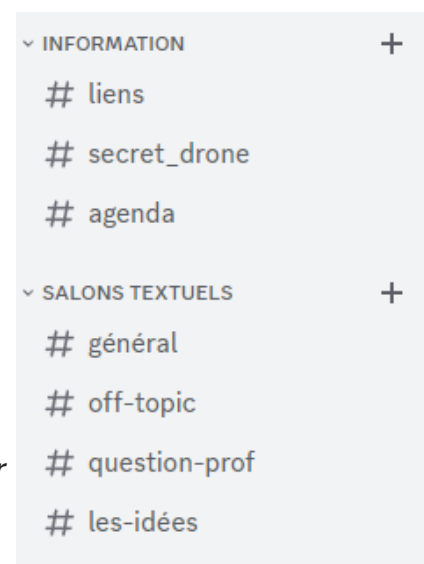 INFORMATION
# liens
# secret_drone
# agenda
SALONS TEXTUELS
# général
# off-topic
r # question-prof
# les-idées